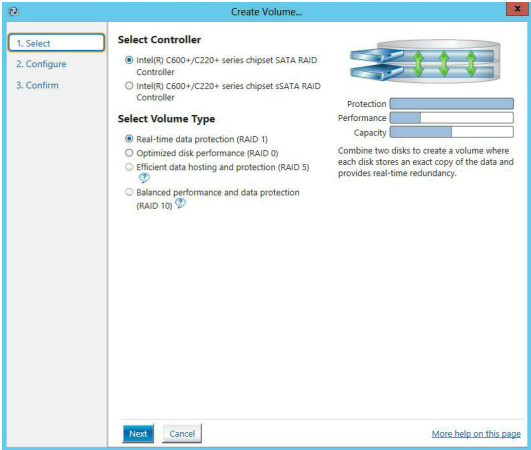 Create Volume...
x
1. Select
2. Configure
3. Confirm
Select Controller
Intel(R) C600+/C220+ series chipset SATA RAID
Controller
Intel(R) C600+/C220+ series chipset sSATA RAID
Controller
Select Volume Type
Real-time data protection (RAID 1)
Optimized disk performance (RAID 0)
Efficient data hosting and protection (RAID 5)
?
Balanced performance and data protection
(RAID 10) ?
Protection
Performance
Capacity
Combine two disks to create a volume where
each disk stores an exact copy of the data and
provides real-time redundancy.
Next
Cancel
More help on this page